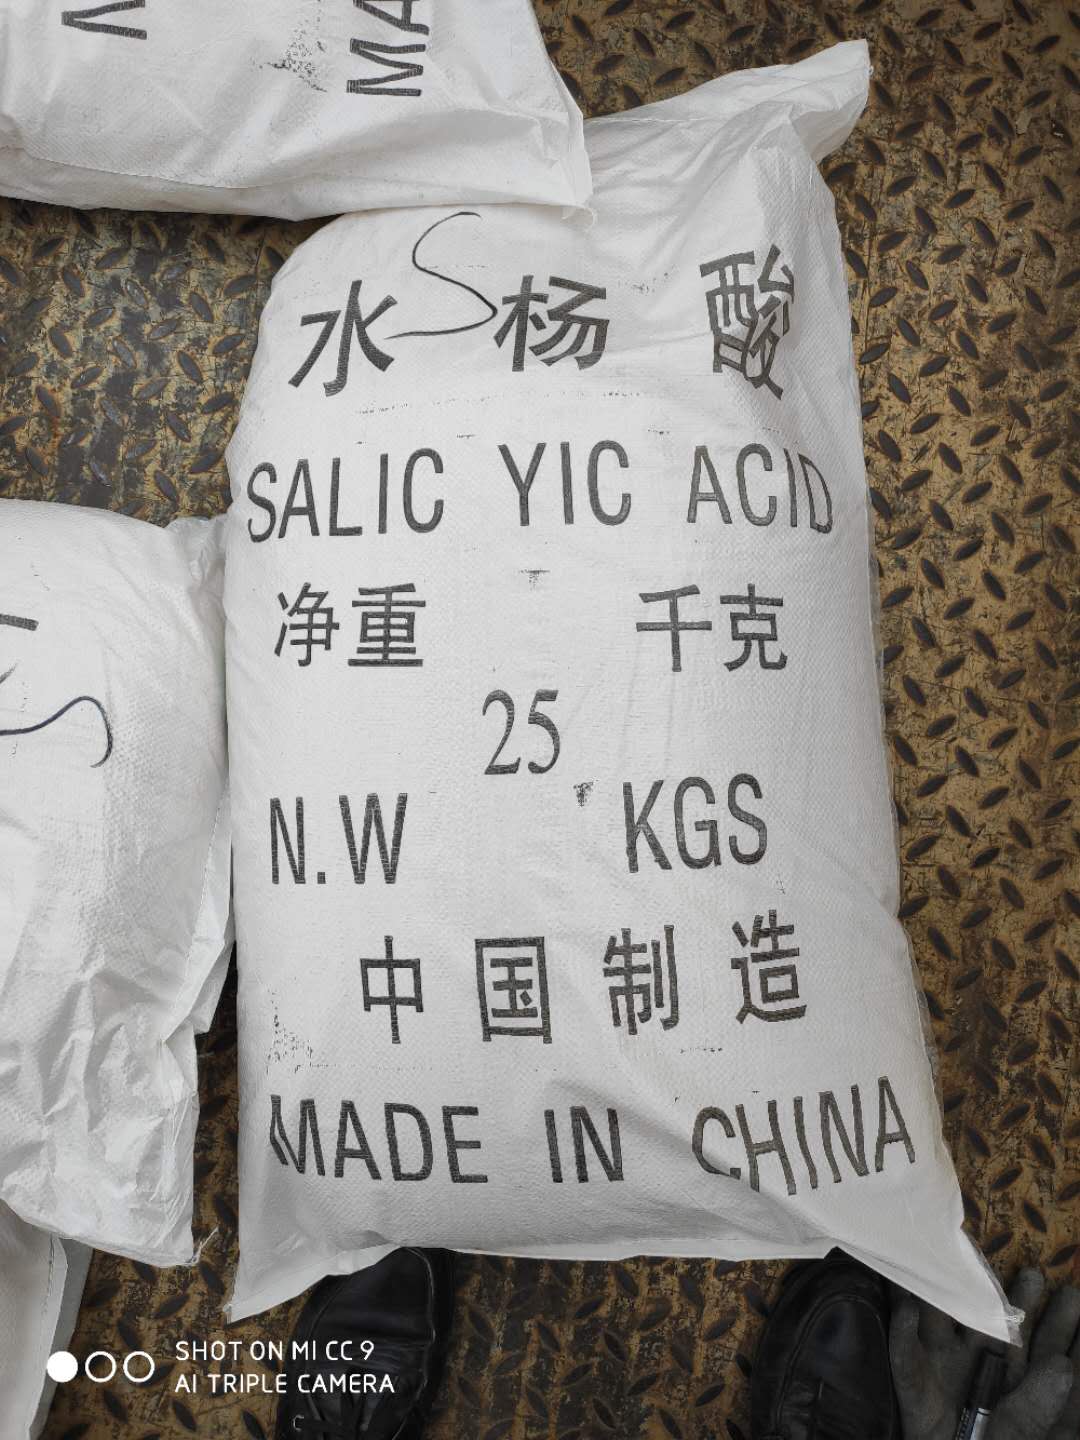 MA
S
水 杨 酸
SALIC YIC ACID
净重 千克
25
N.W KGS
中 国 制 造
MADE IN CHINA
SHOT ON MI CC 9
AI TRIPLE CAMERA